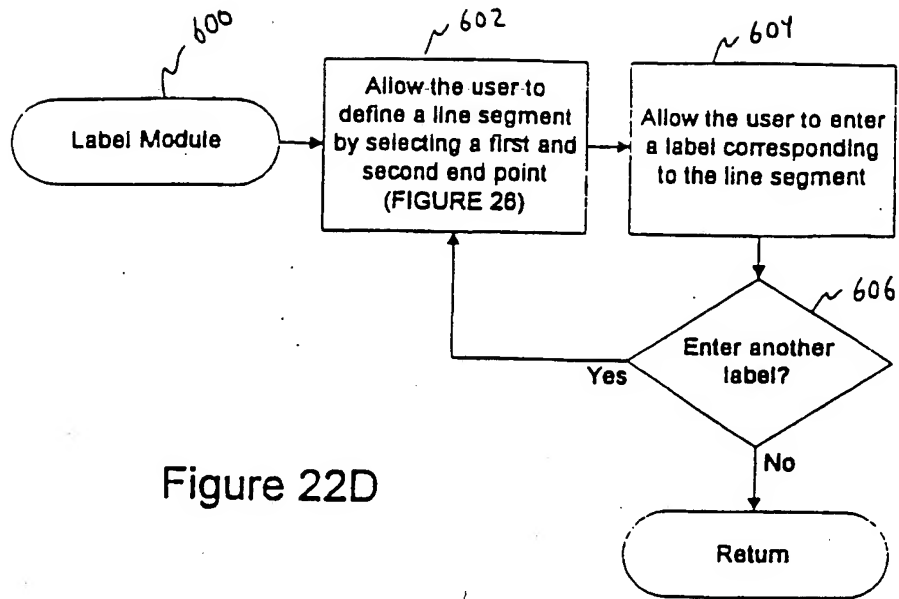 600
Label Module
602
Allow the user to
define a line segment
by selecting a first and
second end point
(FIGURE 26)
604
Allow the user to enter
a label corresponding
to the line segment
606
Enter another
label?
Yes
No
Return
Figure 22D